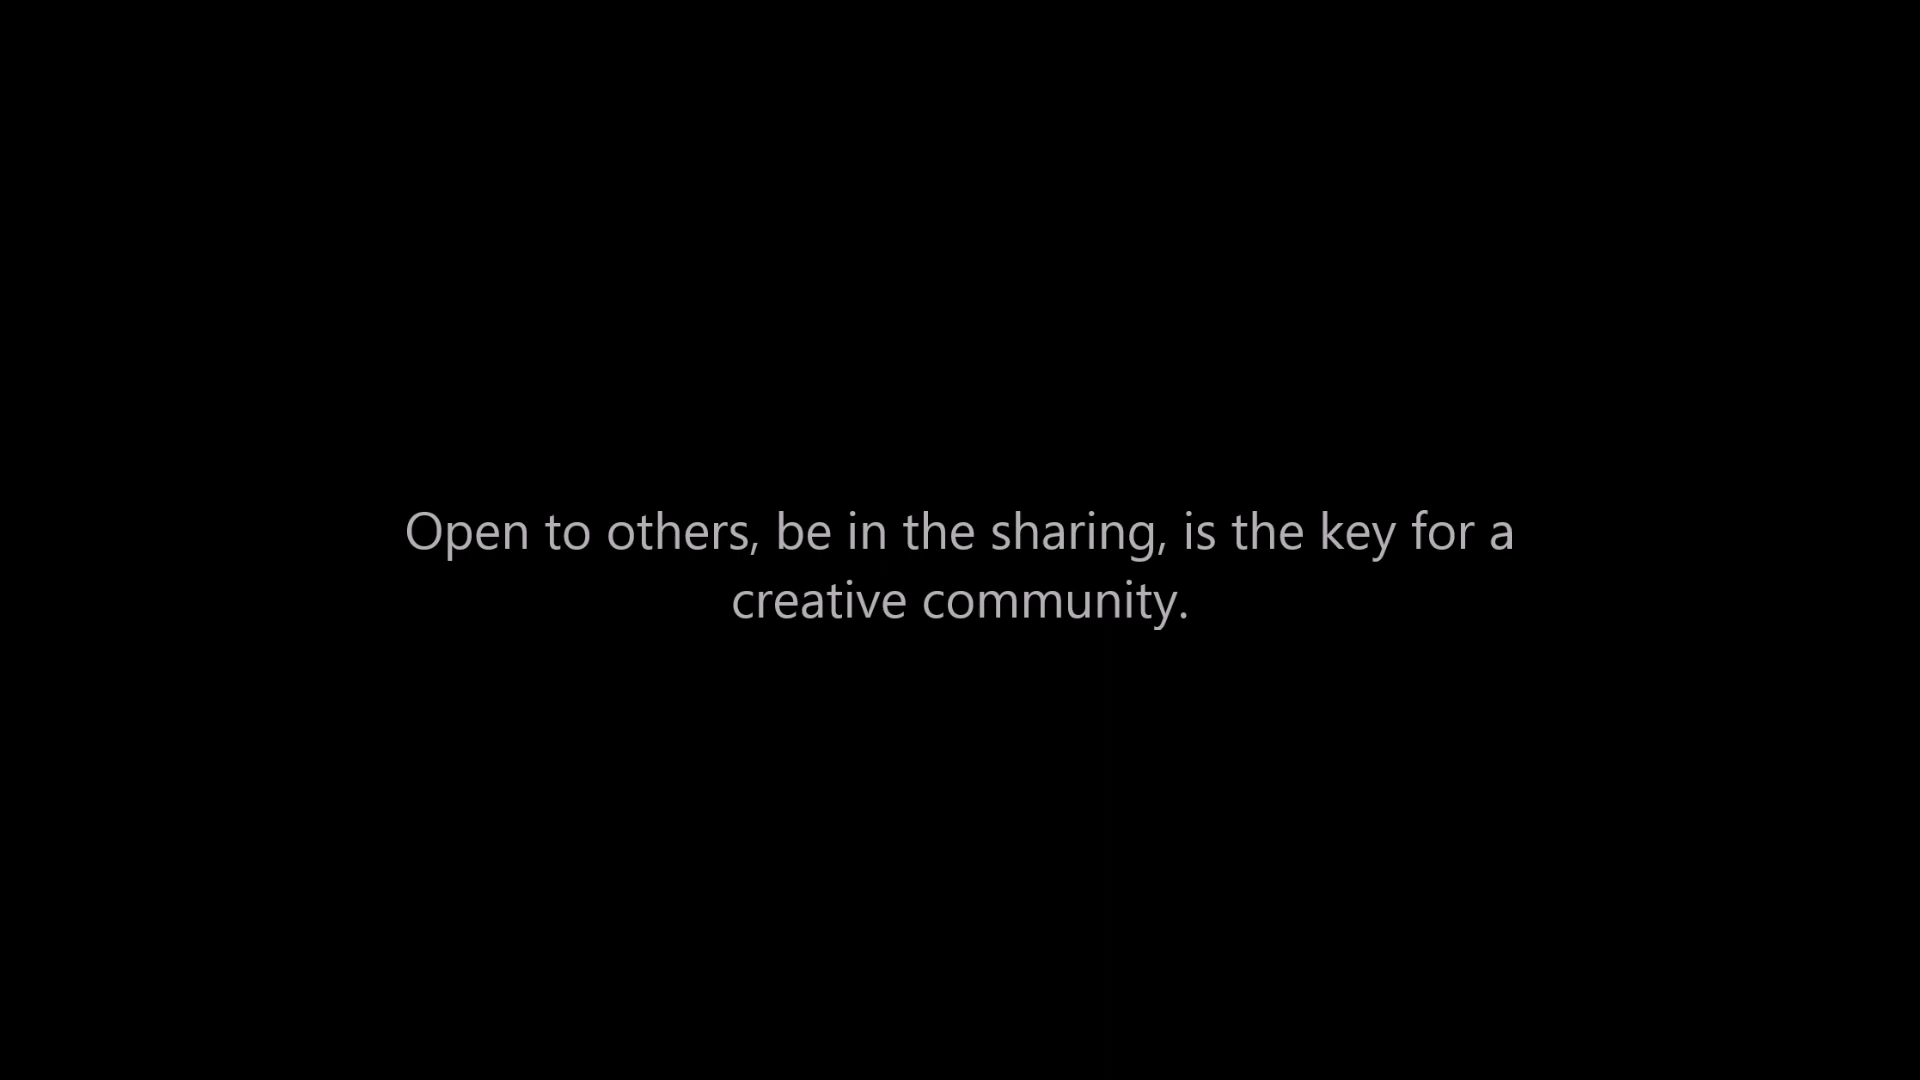 Open to others, be in the sharing, is the key for a
creative community.